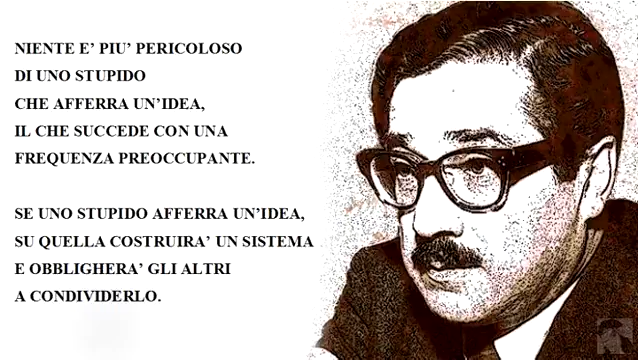 NIENTE E' PIU' PERICOLOSO
DI UNO STUPIDO
CHE AFFERRA UN'IDEA,
IL CHE SUCCEDE CON UNA
FREQUENZA PREOCCUPANTE.
SE UNO STUPIDO AFFERRA UN'IDEA,
SU QUELLA COSTRUIRA' UN SISTEMA
E OBBLIGHERA' GLI ALTRI
A CONDIVIDERLO.